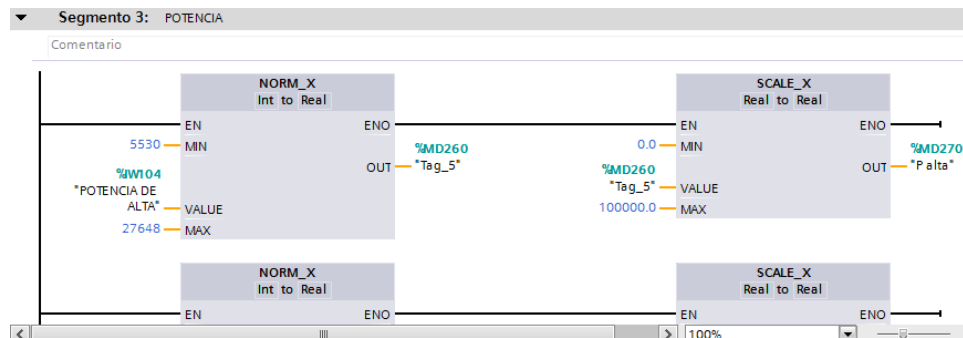 Segmento 3: POTENCIA
Comentario
NORM_X
Int to Real
EN
ENO
5530
MIN
%MD260
"Tag_5"
OUT
%IW104
"POTENCIA DE
ALTA"
VALUE
27648
MAX
SCALE_X
Real to Real
EN
ENO
0.0
MIN
%MD270
"P alta"
OUT
%MD260
"Tag_5"
VALUE
100000.0
MAX
NORM_X
Int to Real
EN
ENO
SCALE_X
Real to Real
EN
ENO
100%